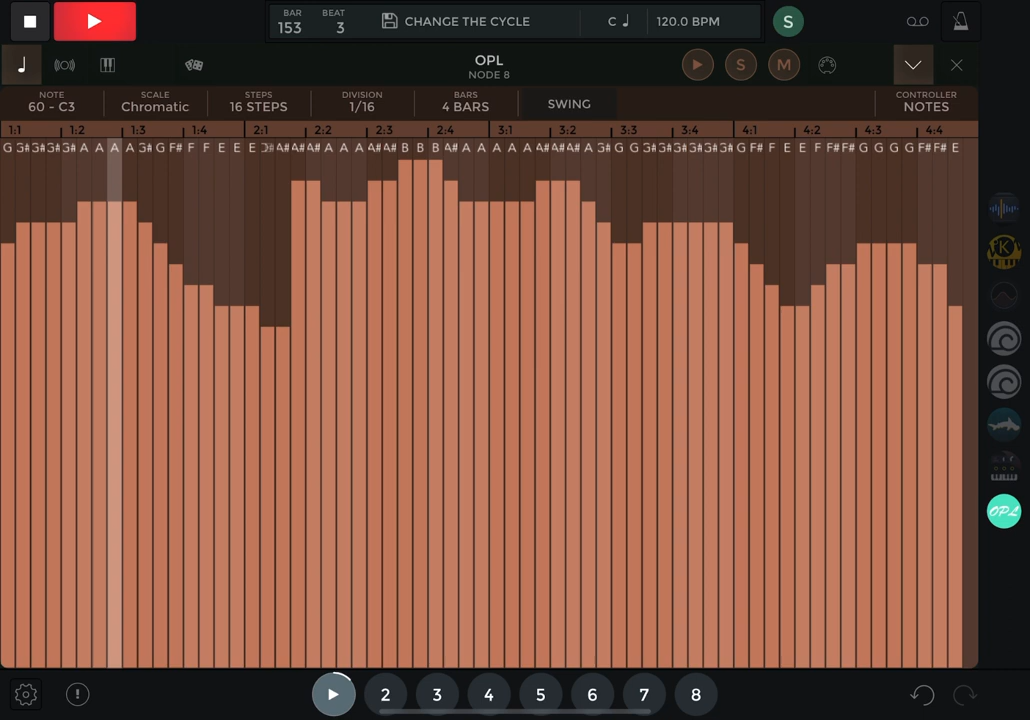 BAR BEAT
153 3
CHANGE THE CYCLE
C ♩
120.0 BPM
S
OPL
NODE 8
S M
NOTE SCALE STEPS DIVISION BARS SWING CONTROLLER
60 - C3 Chromatic 16 STEPS 1/16 4 BARS NOTES
1:1 1:2 1:3 1:4 2:1 2:2 2:3 2:4 3:1 3:2 3:3 3:4 4:1 4:2 4:3 4:4
G G# G# G# G# A A A A G# G F# F F E E E D# A# A# A# A A A A# A# B B B A# A A A A A A# A# A# A G# G G G# G# G# G# G# G# G F# F E E F F# F# G G G G F# F# E
K
OPL
2 3 4 5 6 7 8